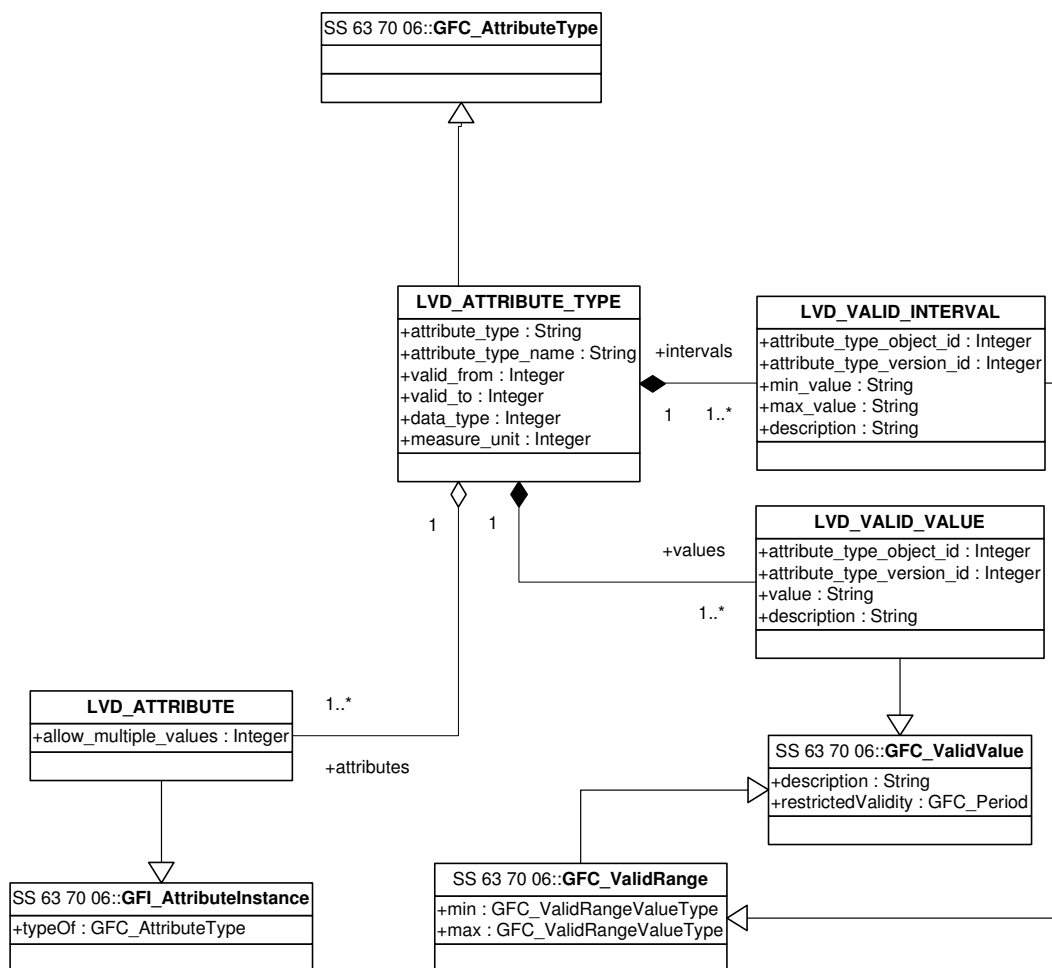 SS 63 70 06::GFC_AttributeType
LVD_ATTRIBUTE_TYPE
+attribute_type : String
+attribute_type_name : String
+valid_from : Integer
+valid_to : Integer
+data_type : Integer
+measure_unit : Integer
+intervals
1
1..*
LVD_VALID_INTERVAL
+attribute_type_object_id : Integer
+attribute_type_version_id : Integer
+min_value : String
+max_value : String
+description : String
1
1
+values
1..*
LVD_VALID_VALUE
+attribute_type_object_id : Integer
+attribute_type_version_id : Integer
+value : String
+description : String
LVD_ATTRIBUTE
+allow_multiple_values : Integer
1..*
+attributes
SS 63 70 06::GFC_ValidValue
+description : String
+restrictedValidity : GFC_Period
SS 63 70 06::GFI_AttributeInstance
+typeOf : GFC_AttributeType
SS 63 70 06::GFC_ValidRange
+min : GFC_ValidRangeValueType
+max : GFC_ValidRangeValueType